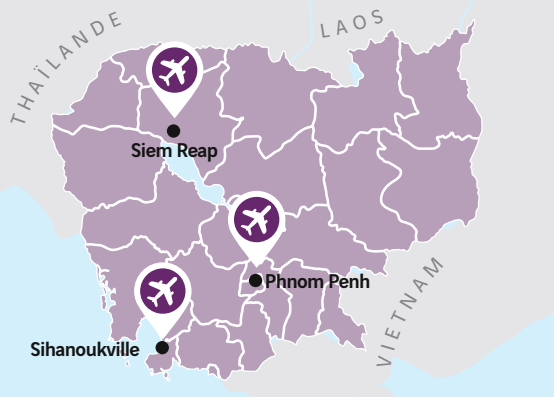 THAÏLANDE
LAOS
Siem Reap
Phnom Penh
VIETNAM
Sihanoukville